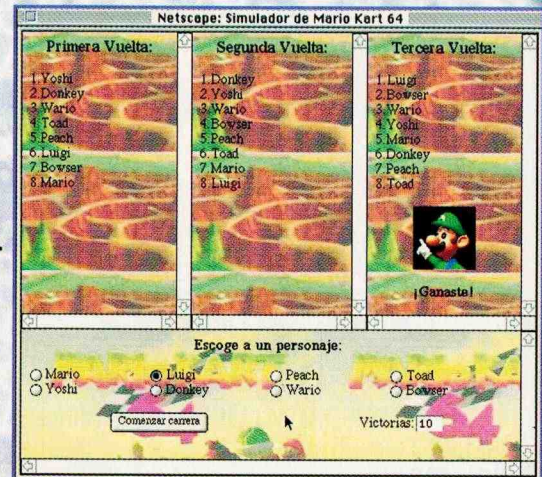 Netscape: Simulador de Mario Kart 64
Primera Vuelta:
1.Yoshi
2.Donkey
3.Wario
4.Toad
5.Peach
6.Luigi
7.Bowser
8.Mario
Segunda Vuelta:
1.Donkey
2.Yoshi
3.Wario
4.Bowser
5.Peach
6.Toad
7.Mario
8.Luigi
Tercera Vuelta:
1.Luigi
2.Bowser
3.Wario
4.Yoshi
5.Mario
6.Donkey
7.Peach
8.Toad
¡Ganaste!
Escoge a un personaje:
Mario Luigi Peach Toad
Yoshi Donkey Wario Bowser
Comenzar carrera Victorias: 10
MARIO KART
64